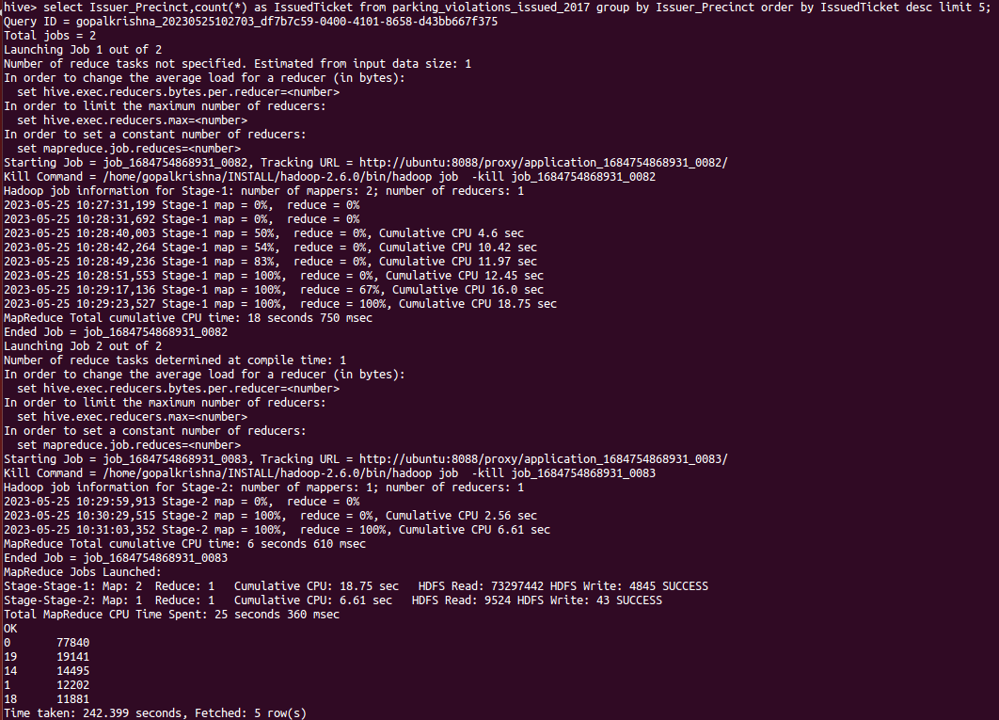 hive> select Issuer_Precinct,count(*) as IssuedTicket from parking_violations_issued_2017 group by Issuer_Precinct order by IssuedTicket desc limit 5;
Query ID = gopalkrishna_20230525102703_df7b7c59-0400-4101-8658-d43bb667f375
Total jobs = 2
Launching Job 1 out of 2
Number of reduce tasks not specified. Estimated from input data size: 1
In order to change the average load for a reducer (in bytes):
  set hive.exec.reducers.bytes.per.reducer=<number>
In order to limit the maximum number of reducers:
  set hive.exec.reducers.max=<number>
In order to set a constant number of reducers:
  set mapreduce.job.reduces=<number>
Starting Job = job_1684754868931_0082, Tracking URL = http://ubuntu:8088/proxy/application_1684754868931_0082/
Kill Command = /home/gopalkrishna/INSTALL/hadoop-2.6.0/bin/hadoop job  -kill job_1684754868931_0082
Hadoop job information for Stage-1: number of mappers: 2; number of reducers: 1
2023-05-25 10:27:31,199 Stage-1 map = 0%,  reduce = 0%
2023-05-25 10:28:31,692 Stage-1 map = 0%,  reduce = 0%
2023-05-25 10:28:40,003 Stage-1 map = 50%,  reduce = 0%, Cumulative CPU 4.6 sec
2023-05-25 10:28:42,264 Stage-1 map = 54%,  reduce = 0%, Cumulative CPU 10.42 sec
2023-05-25 10:28:49,236 Stage-1 map = 83%,  reduce = 0%, Cumulative CPU 11.97 sec
2023-05-25 10:28:51,553 Stage-1 map = 100%,  reduce = 0%, Cumulative CPU 12.45 sec
2023-05-25 10:29:17,136 Stage-1 map = 100%,  reduce = 67%, Cumulative CPU 16.0 sec
2023-05-25 10:29:23,527 Stage-1 map = 100%,  reduce = 100%, Cumulative CPU 18.75 sec
MapReduce Total cumulative CPU time: 18 seconds 750 msec
Ended Job = job_1684754868931_0082
Launching Job 2 out of 2
Number of reduce tasks determined at compile time: 1
In order to change the average load for a reducer (in bytes):
  set hive.exec.reducers.bytes.per.reducer=<number>
In order to limit the maximum number of reducers:
  set hive.exec.reducers.max=<number>
In order to set a constant number of reducers:
  set mapreduce.job.reduces=<number>
Starting Job = job_1684754868931_0083, Tracking URL = http://ubuntu:8088/proxy/application_1684754868931_0083/
Kill Command = /home/gopalkrishna/INSTALL/hadoop-2.6.0/bin/hadoop job  -kill job_1684754868931_0083
Hadoop job information for Stage-2: number of mappers: 1; number of reducers: 1
2023-05-25 10:29:59,913 Stage-2 map = 0%,  reduce = 0%
2023-05-25 10:30:29,515 Stage-2 map = 100%,  reduce = 0%, Cumulative CPU 2.56 sec
2023-05-25 10:31:03,352 Stage-2 map = 100%,  reduce = 100%, Cumulative CPU 6.61 sec
MapReduce Total cumulative CPU time: 6 seconds 610 msec
Ended Job = job_1684754868931_0083
MapReduce Jobs Launched:
Stage-Stage-1: Map: 2  Reduce: 1   Cumulative CPU: 18.75 sec   HDFS Read: 73297442 HDFS Write: 4845 SUCCESS
Stage-Stage-2: Map: 1  Reduce: 1   Cumulative CPU: 6.61 sec   HDFS Read: 9524 HDFS Write: 43 SUCCESS
Total MapReduce CPU Time Spent: 25 seconds 360 msec
OK
0	77840
19	19141
14	14495
1	12202
18	11881
Time taken: 242.399 seconds, Fetched: 5 row(s)